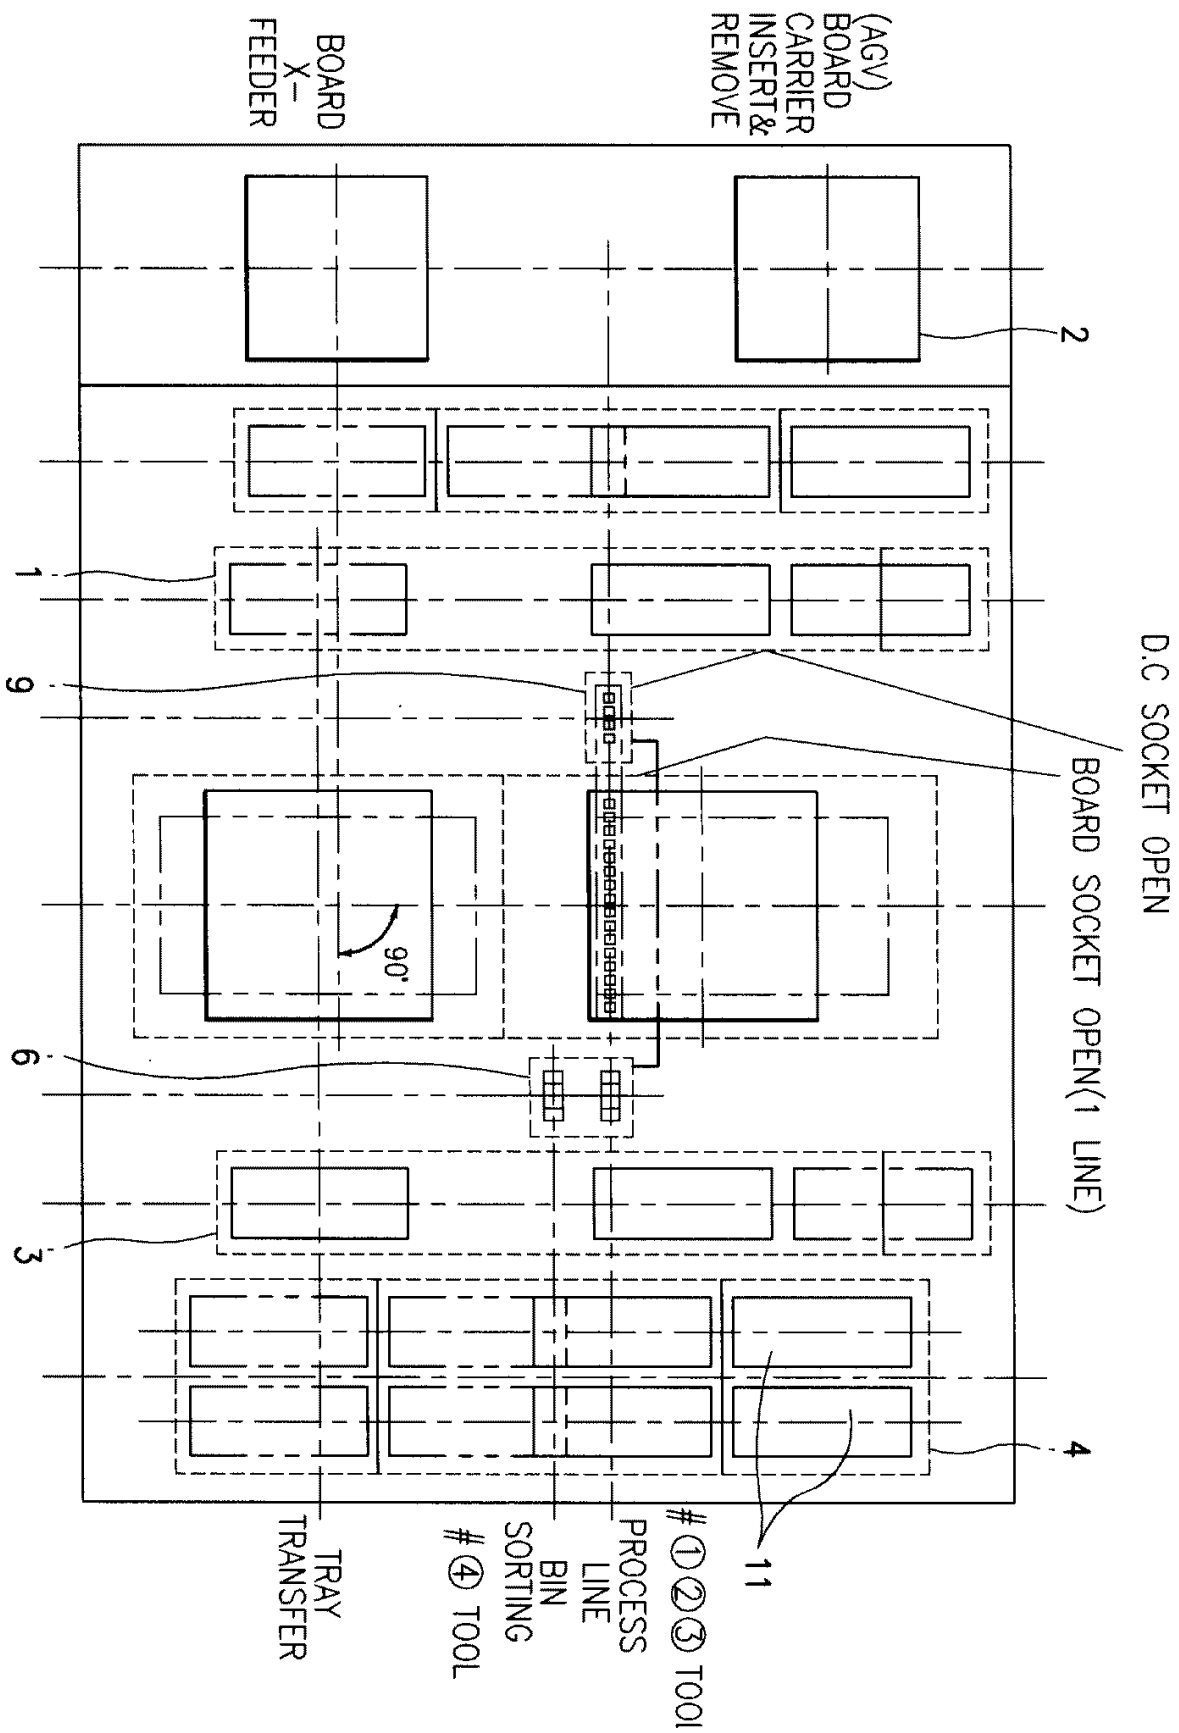 (AGV)
BOARD
CARRIER
INSERT&
REMOVE
BOARD
X-
FEEDER
2
D.C SOCKET OPEN
BOARD SOCKET OPEN(1 LINE)
1
9
90°
6
3
4
11
#①②③ TOOL
PROCESS
LINE
BIN
SORTING
#④ TOOL
TRAY
TRANSFER